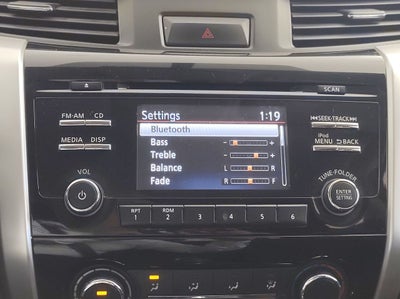 SCAN
FM·AM CD
MEDIA DISP
VOL
Settings 1:19
Bluetooth
Bass - +
Treble - +
Balance L R
Fade R F
SEEK·TRACK
iPod
MENU BACK
TUNE·FOLDER
ENTER
SETTING
RPT RDM
1 2 3 4 5 6